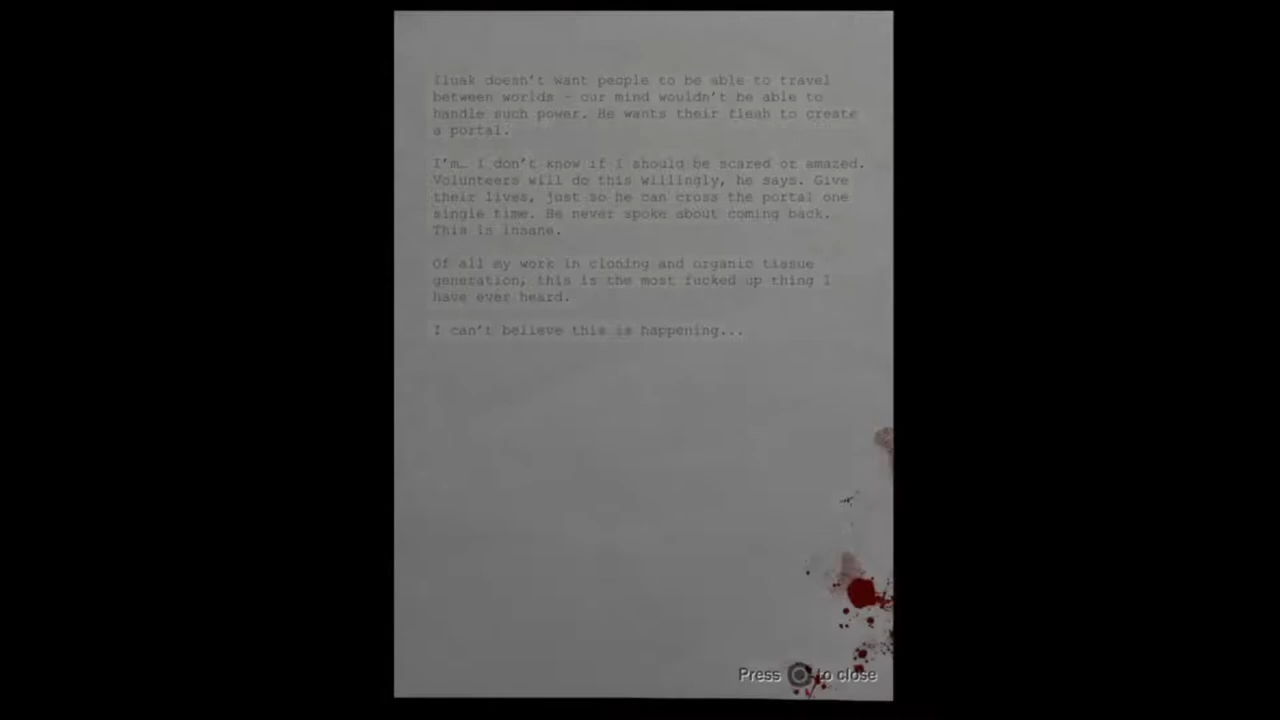 Iluak doesn't want people to be able to travel
between worlds - our mind wouldn't be able to
handle such power. He wants their flesh to create
a portal.
I'm… I don't know if I should be scared or amazed.
Volunteers will do this willingly, he says. Give
their lives, just so he can cross the portal one
single time. He never spoke about coming back.
This is insane.
Of all my work in cloning and organic tissue
generation, this is the most fucked up thing I
have ever heard.
I can't believe this is happening...
Press to close